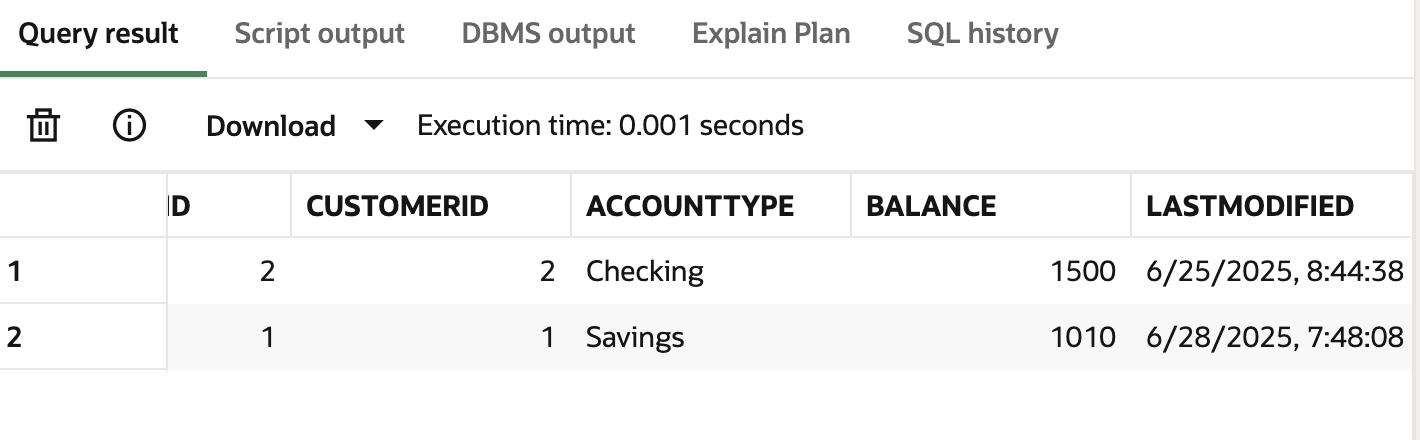 Query result Script output DBMS output Explain Plan SQL history
Download Execution time: 0.001 seconds
ID CUSTOMERID ACCOUNTTYPE BALANCE LASTMODIFIED
1 2 2 Checking 1500 6/25/2025, 8:44:38
2 1 1 Savings 1010 6/28/2025, 7:48:08